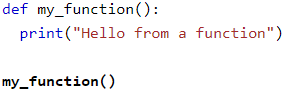 def my_function():
  print("Hello from a function")

my_function()